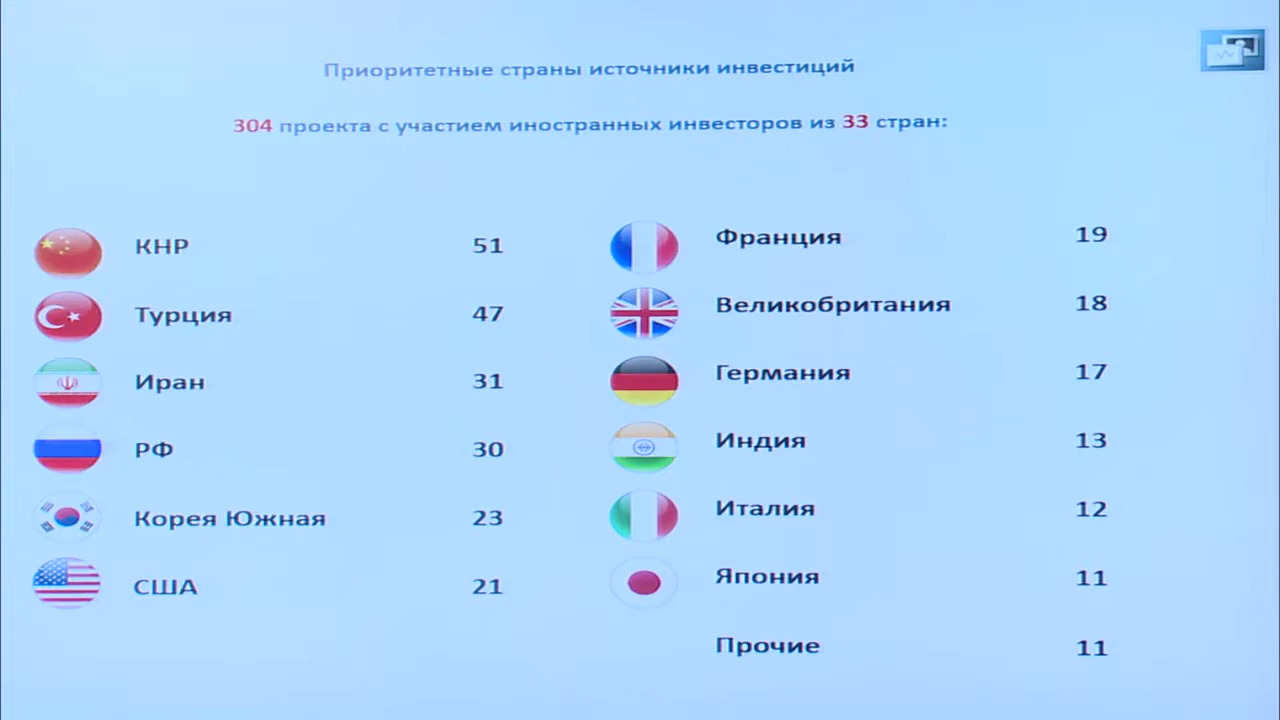 Приоритетные страны источники инвестиций
304 проекта с участием иностранных инвесторов из 33 стран:
КНР 51
Турция 47
Иран 31
РФ 30
Корея Южная 23
США 21
Франция 19
Великобритания 18
Германия 17
Индия 13
Италия 12
Япония 11
Прочие 11